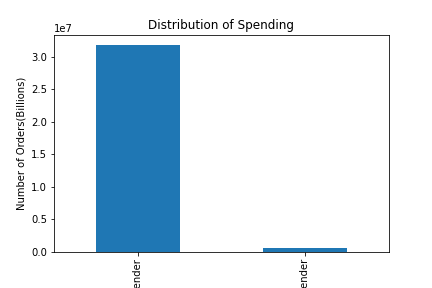 Distribution of Spending
1e7
Number of Orders(Billions)
3.0
2.5
2.0
1.5
1.0
0.5
0.0
ender
ender